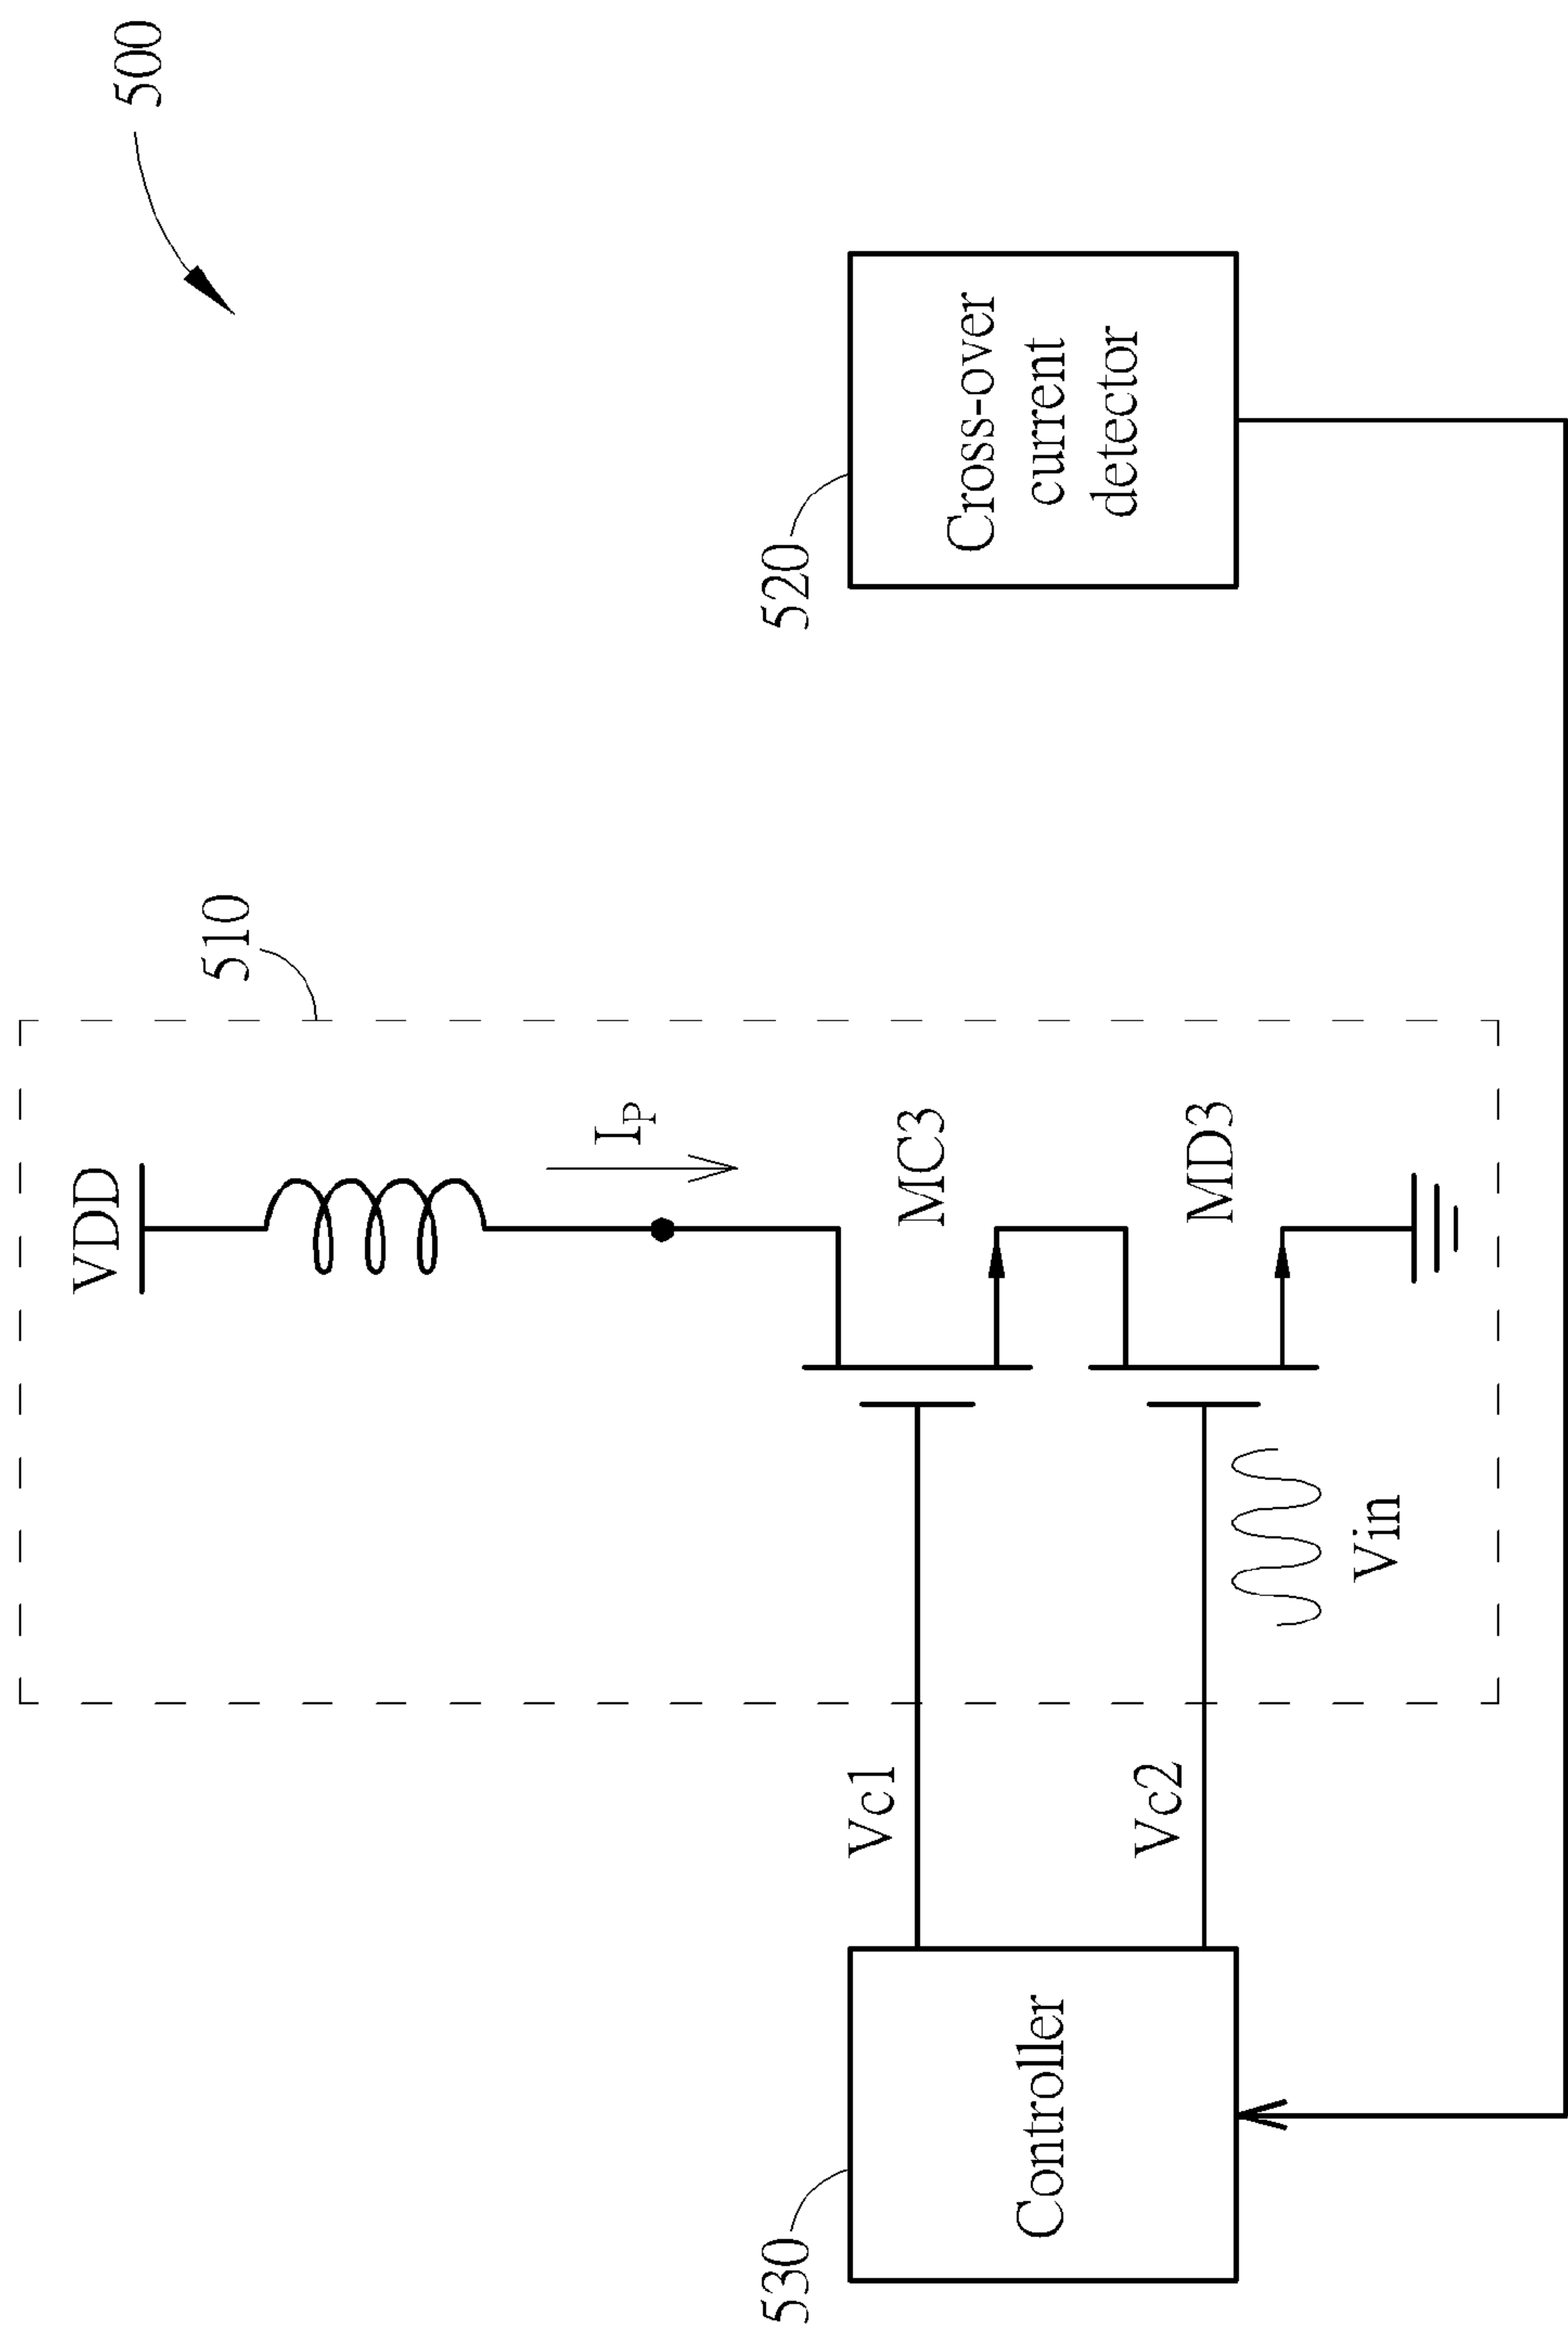 500
510
VDD
I_P
520
Cross-over
current
detector
MC3
MD3
Vin
Vc1
Vc2
530
Controller